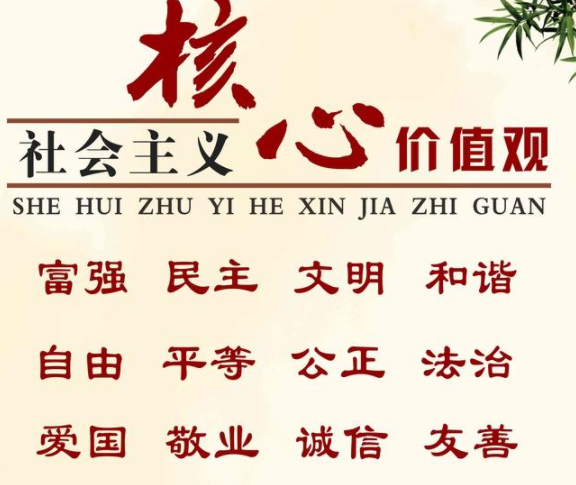 社会主义核心价值观
SHE HUI ZHU YI HE XIN JIA ZHI GUAN
富强 民主 文明 和谐
自由 平等 公正 法治
爱国 敬业 诚信 友善